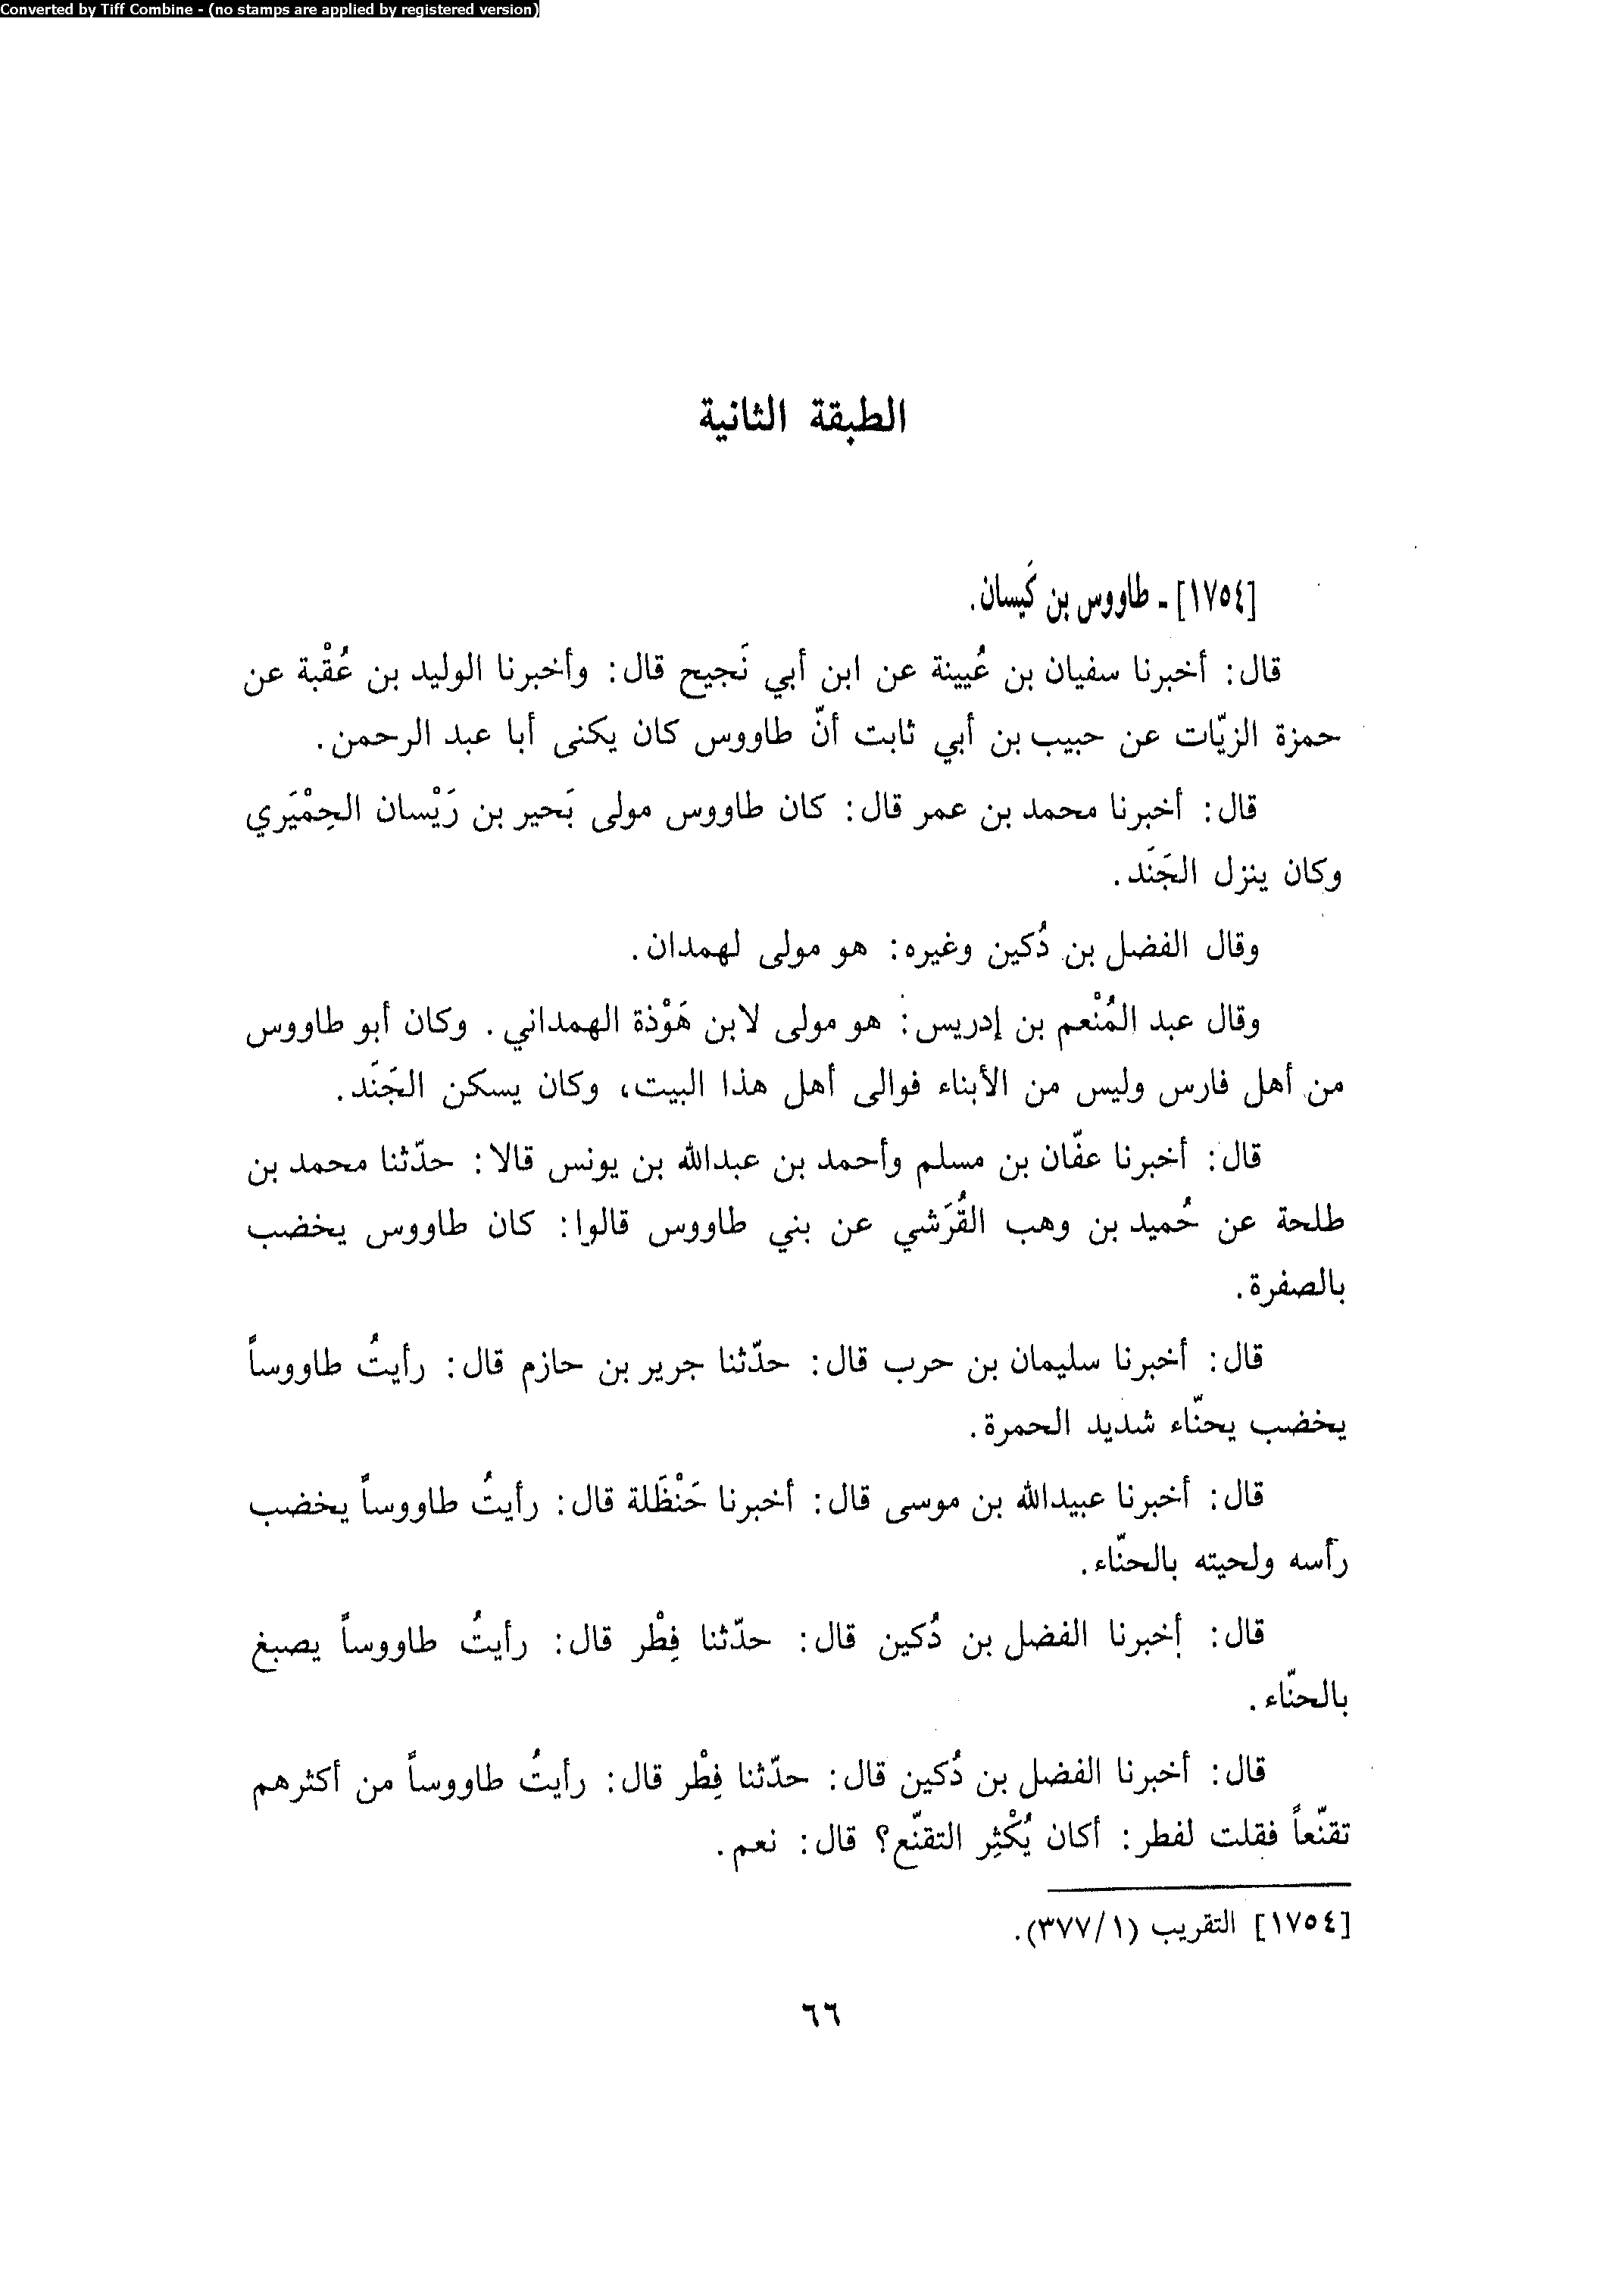 Converted by Tiff Combine - (no stamps are applied by registered version)
الطبقة الثانية
[١٧٥٤] ـ طاووس بن كَيسان.
قال: أخبرنا سفيان بن عُيينة عن ابن أبي نَجيح قال: وأخبرنا الوليد بن عُقْبة عن
حمزة الزيّات عن حبيب بن أبي ثابت أنّ طاووس كان يكنى أبا عبد الرحمن.
قال: أخبرنا محمد بن عمر قال: كان طاووس مولى بَحير بن رَيْسان الحِمْيَري
وكان ينزل الجَنَد.
وقال الفضل بن دُكين وغيره: هو مولى لهمدان.
وقال عبد المُنْعم بن إدريس: هو مولى لابن هَوْذة الهمداني. وكان أبو طاووس
من أهل فارس وليس من الأبناء فوالى أهل هذا البيت، وكان يسكن الجَنَد.
قال: أخبرنا عفّان بن مسلم وأحمد بن عبدالله بن يونس قالا: حدّثنا محمد بن
طلحة عن حُميد بن وهب القُرَشي عن بني طاووس قالوا: كان طاووس يخضب
بالصفرة.
قال: أخبرنا سليمان بن حرب قال: حدّثنا جرير بن حازم قال: رأيتُ طاووساً
يخضب يحنّاء شديد الحمرة.
قال: أخبرنا عبيدالله بن موسى قال: أخبرنا حَنْظَلة قال: رأيتُ طاووساً يخضب
رأسه ولحيته بالحنّاء.
قال: أخبرنا الفضل بن دُكين قال: حدّثنا فِطْر قال: رأيتُ طاووساً يصبغ
بالحنّاء.
قال: أخبرنا الفضل بن دُكين قال: حدّثنا فِطْر قال: رأيتُ طاووساً من أكثرهم
تقنّعاً فقلت لفطر: أكان يُكْثِر التقنّع؟ قال: نعم.
[١٧٥٤] التقريب (٣٧٧/١).
٦٦